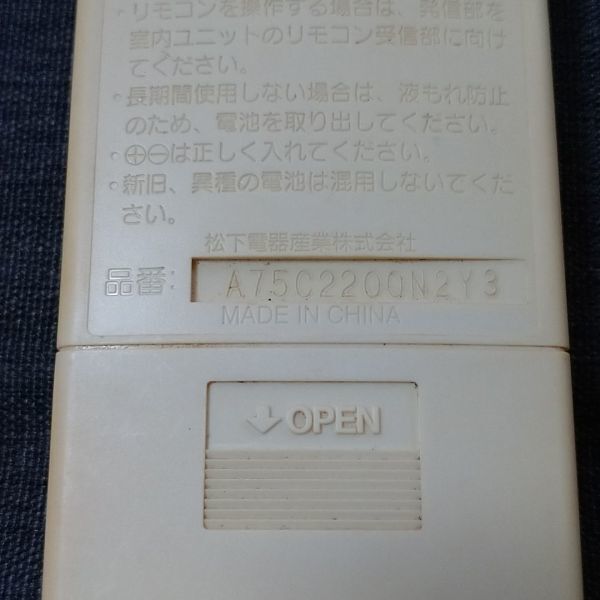 ・リモコンを操作する場合は、発信部を
室内ユニットのリモコン受信部に向け
てください。
・長期間使用しない場合は、液もれ防止
のため、電池を取り出してください。
・⊕⊖は正しく入れてください。
・新旧、異種の電池は混用しないでくだ
さい。
松下電器産業株式会社
品番: A75C2200N2Y3
MADE IN CHINA
↓OPEN